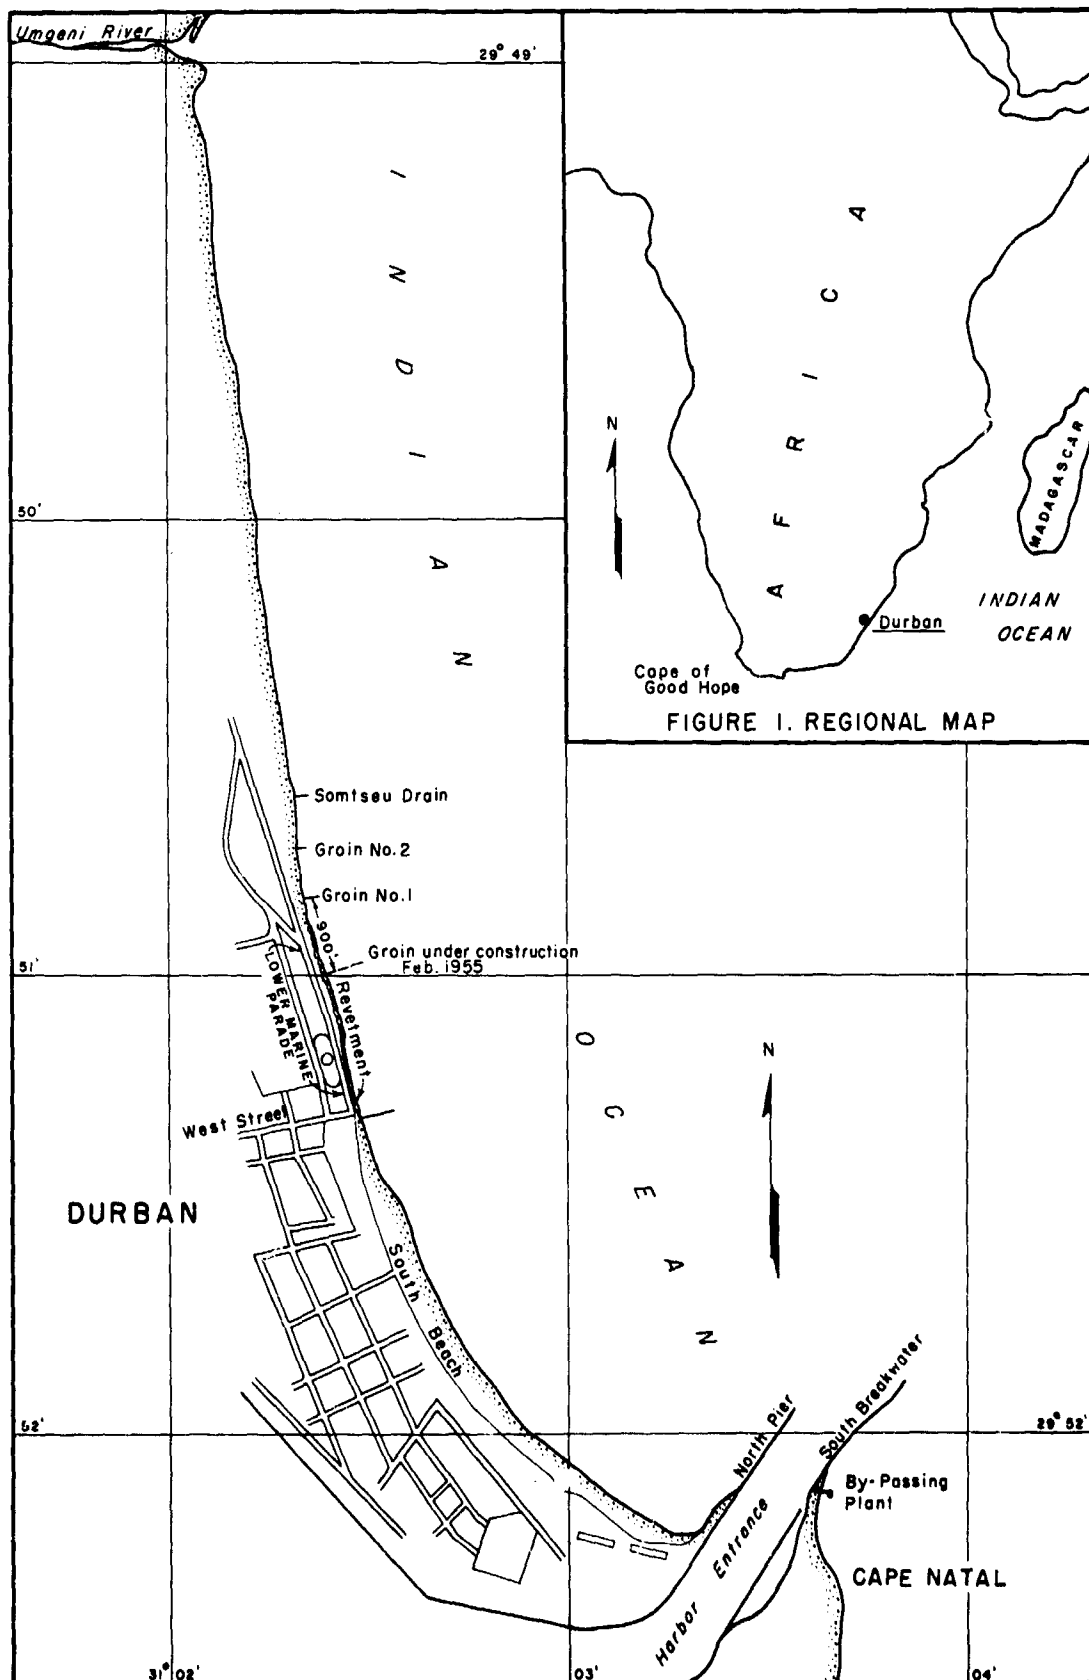 Umgeni River
29° 49'
INDIAN
AFRICA
N
MADAGASCAR
50'
INDIAN
OCEAN
Durban
Cape of
Good Hope
FIGURE 1. REGIONAL MAP
Somtseu Drain
Groin No.2
Groin No.1
900'
Groin under construction
Feb. 1955
51'
LOWER MARINE
PARADE
Revetment
OCEAN
N
West Street
DURBAN
South Beach
North Pier
South Breakwater
52'
29° 52'
By-Passing
Plant
Harbor Entrance
CAPE NATAL
31° 02'
03'
04'